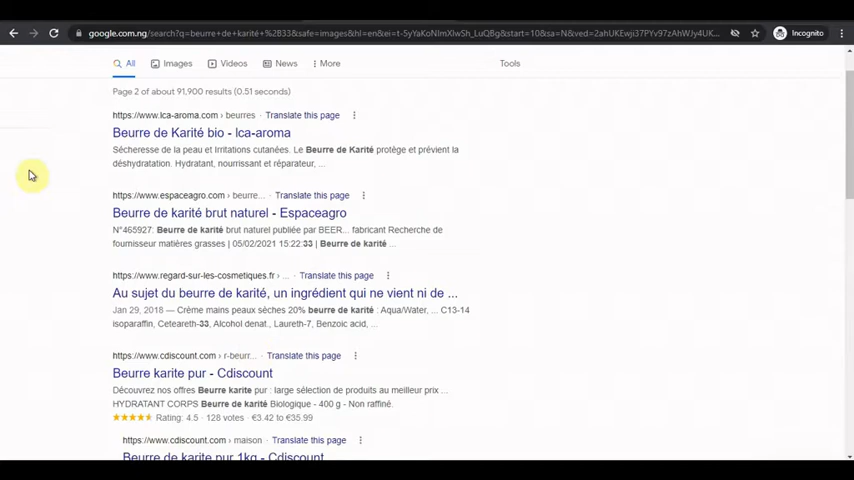 google.com.ng/search?q=beurre+de+karité+%2B33&safe=images&hl=en&ei=t-5yYaKoNlmXlwSh_LuQBg&start=10&sa=N&ved=2ahUKEwji37PYv97zAhWJy4UK...
Incognito
All Images Videos News More Tools
Page 2 of about 91,900 results (0.51 seconds)
https://www.lca-aroma.com › beurres Translate this page
Beurre de Karité bio - lca-aroma
Sécheresse de la peau et Irritations cutanées. Le Beurre de Karité protège et prévient la
déshydratation. Hydratant, nourrissant et réparateur, ...
https://www.espaceagro.com › beurre... Translate this page
Beurre de karité brut naturel - Espaceagro
N°465927: Beurre de karité brut naturel publiée par BEER... fabricant Recherche de
fournisseur matières grasses | 05/02/2021 15:22:33 | Beurre de karité ...
https://www.regard-sur-les-cosmetiques.fr › ... Translate this page
Au sujet du beurre de karité, un ingrédient qui ne vient ni de ...
Jan 29, 2018 — Crème mains peaux sèches 20% beurre de karité : Aqua/Water, ... C13-14
isoparaffin, Ceteareth-33, Alcohol denat., Laureth-7, Benzoic acid, ...
https://www.cdiscount.com › r-beurr... Translate this page
Beurre karite pur - Cdiscount
Découvrez nos offres Beurre karite pur : large sélection de produits au meilleur prix ...
HYDRATANT CORPS Beurre de karité Biologique - 400 g - Non raffiné.
Rating: 4.5 · 128 votes · €3.42 to €35.99
https://www.cdiscount.com › maison Translate this page
Beurre de karite pur 1kg - Cdiscount